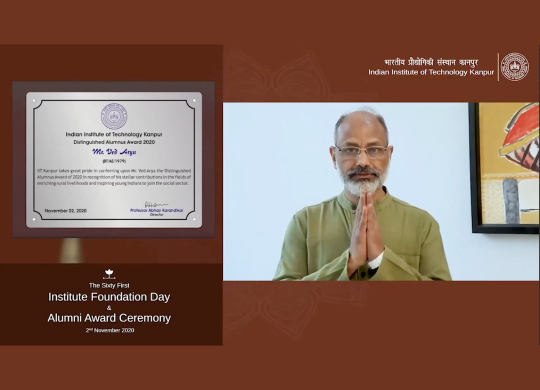 भारतीय प्रौद्योगिकी संस्थान कानपुर
Indian Institute of Technology Kanpur
Indian Institute of Technology Kanpur
Distinguished Alumnus Award 2020
Mr. Ved Arya
(BT/AE/1979)
IIT Kanpur takes great pride in conferring upon Mr. Ved Arya the Distinguished
Alumnus Award of 2020 in recognition of his stellar contributions in the fields of
enriching rural livelihoods and inspiring young Indians to join the social sector.
November 02, 2020
Professor Abhay Karandikar
Director
The Sixty First
Institute Foundation Day
&
Alumni Award Ceremony
2nd November 2020